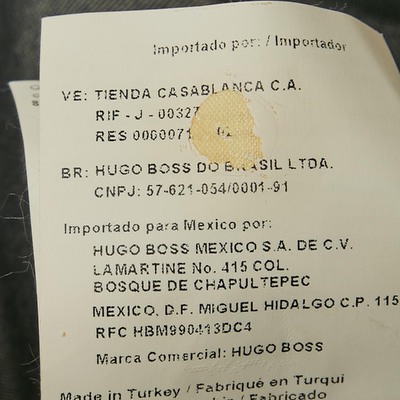 Importado por: / Importador
VE: TIENDA CASABLANCA C.A.
RIF - J - 00327
RES 0000071
BR: HUGO BOSS DO BRASIL LTDA.
CNPJ: 57-621-054/0001-91
Importado para Mexico por:
HUGO BOSS MEXICO S.A. DE C.V.
LAMARTINE No. 415 COL.
BOSQUE DE CHAPULTEPEC
MEXICO, D.F. MIGUEL HIDALGO C.P. 115
RFC HBM990413DC4
Marca Comercial: HUGO BOSS
Made in Turkey / Fabriqué en Turqui
/ Fabricado